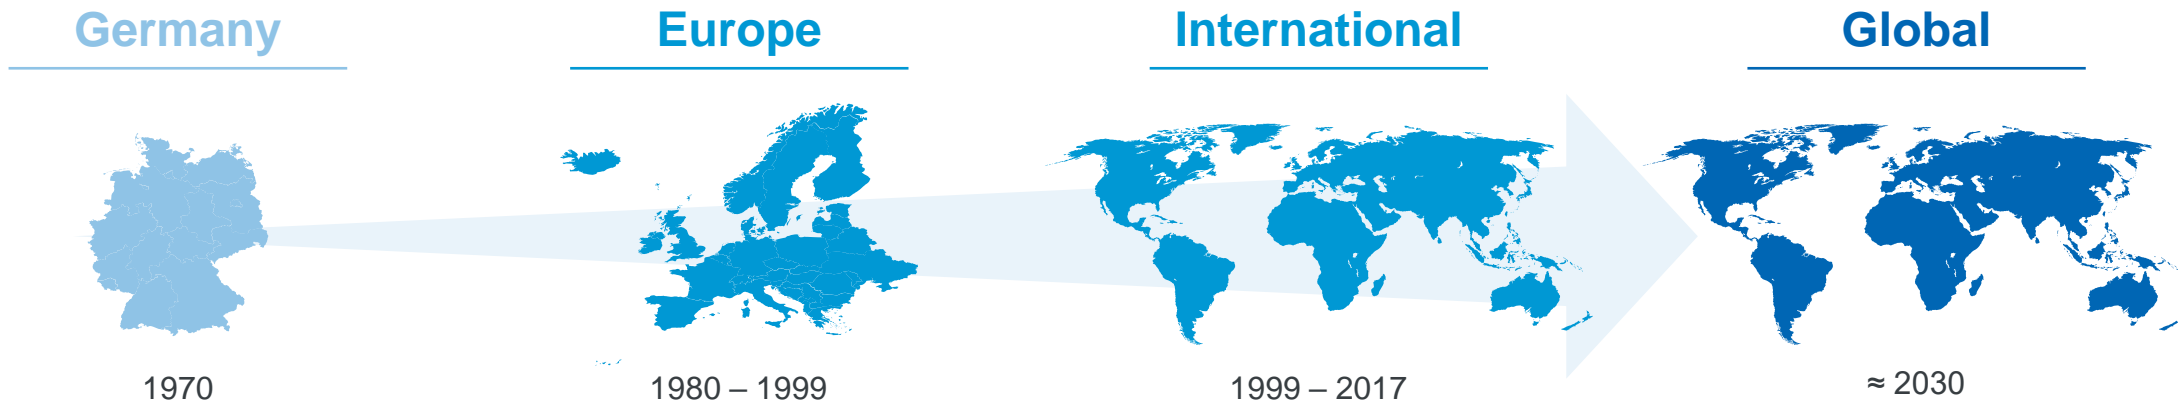 Germany
Europe
International
Global
1970
1980 – 1999
1999 – 2017
≈ 2030